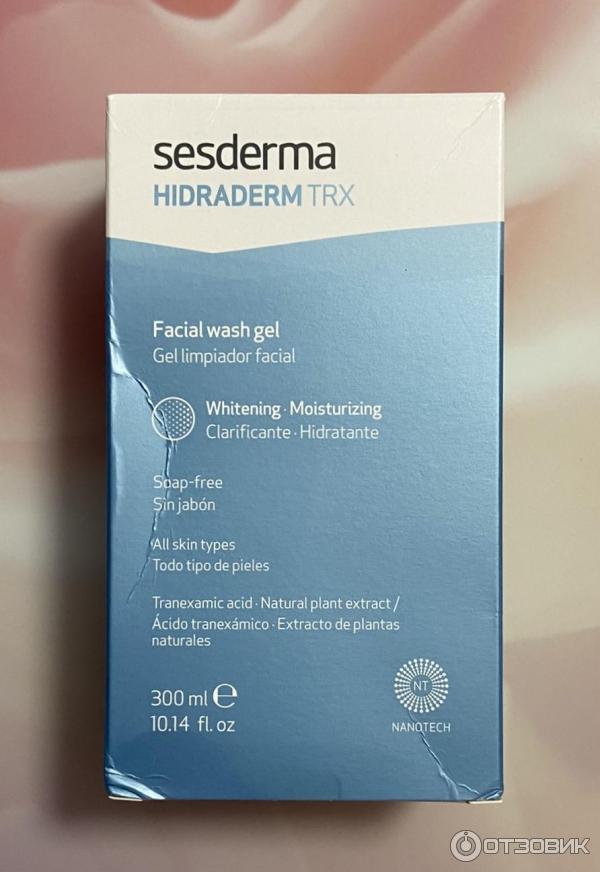 sesderma
HIDRADERM TRX
Facial wash gel
Gel limpiador facial
Whitening · Moisturizing
Clarificante · Hidratante
Soap-free
Sin jabón
All skin types
Todo tipo de pieles
Tranexamic acid · Natural plant extract /
Ácido tranexámico · Extracto de plantas
naturales
300 ml ℮
10.14 fl. oz
NT
NANOTECH
ОТЗОВИК